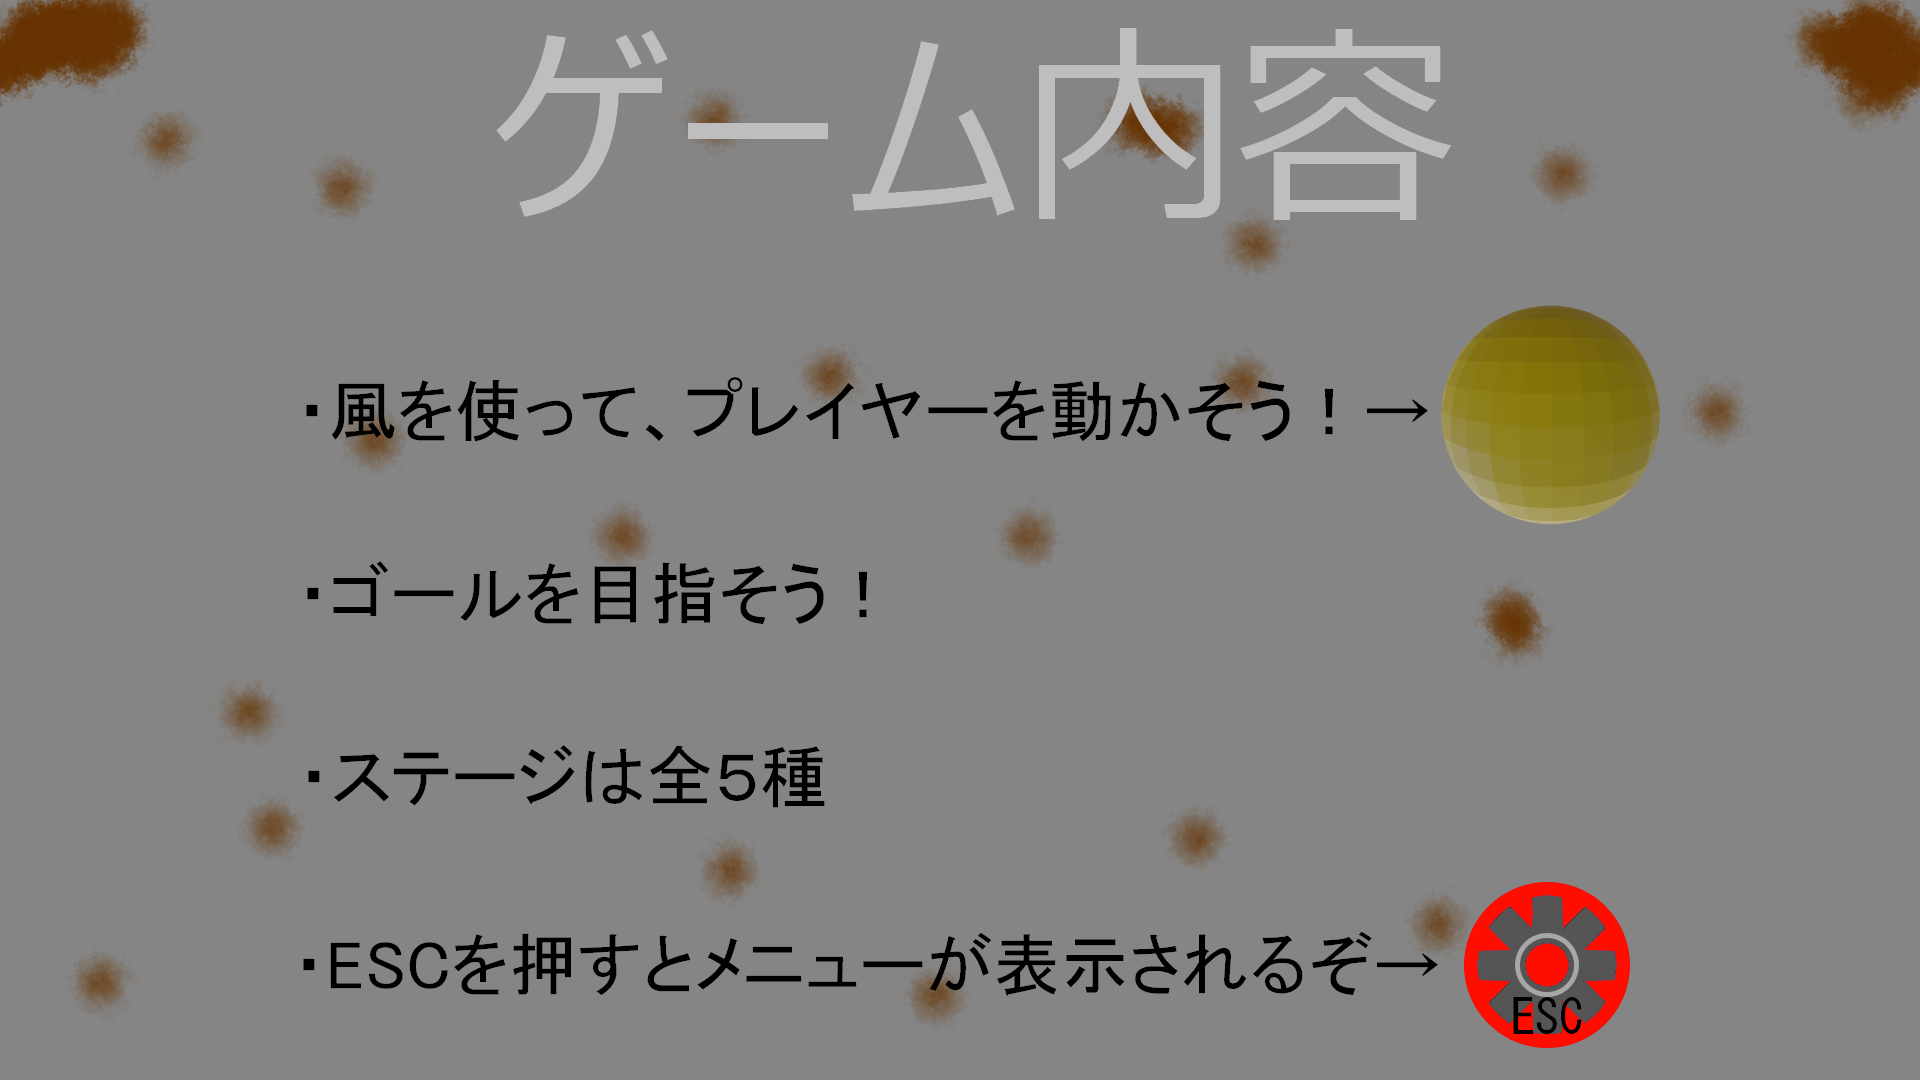 ゲーム内容
・風を使って、プレイヤーを動かそう！→
・ゴールを目指そう！
・ステージは全５種
・ESCを押すとメニューが表示されるぞ→
ESC